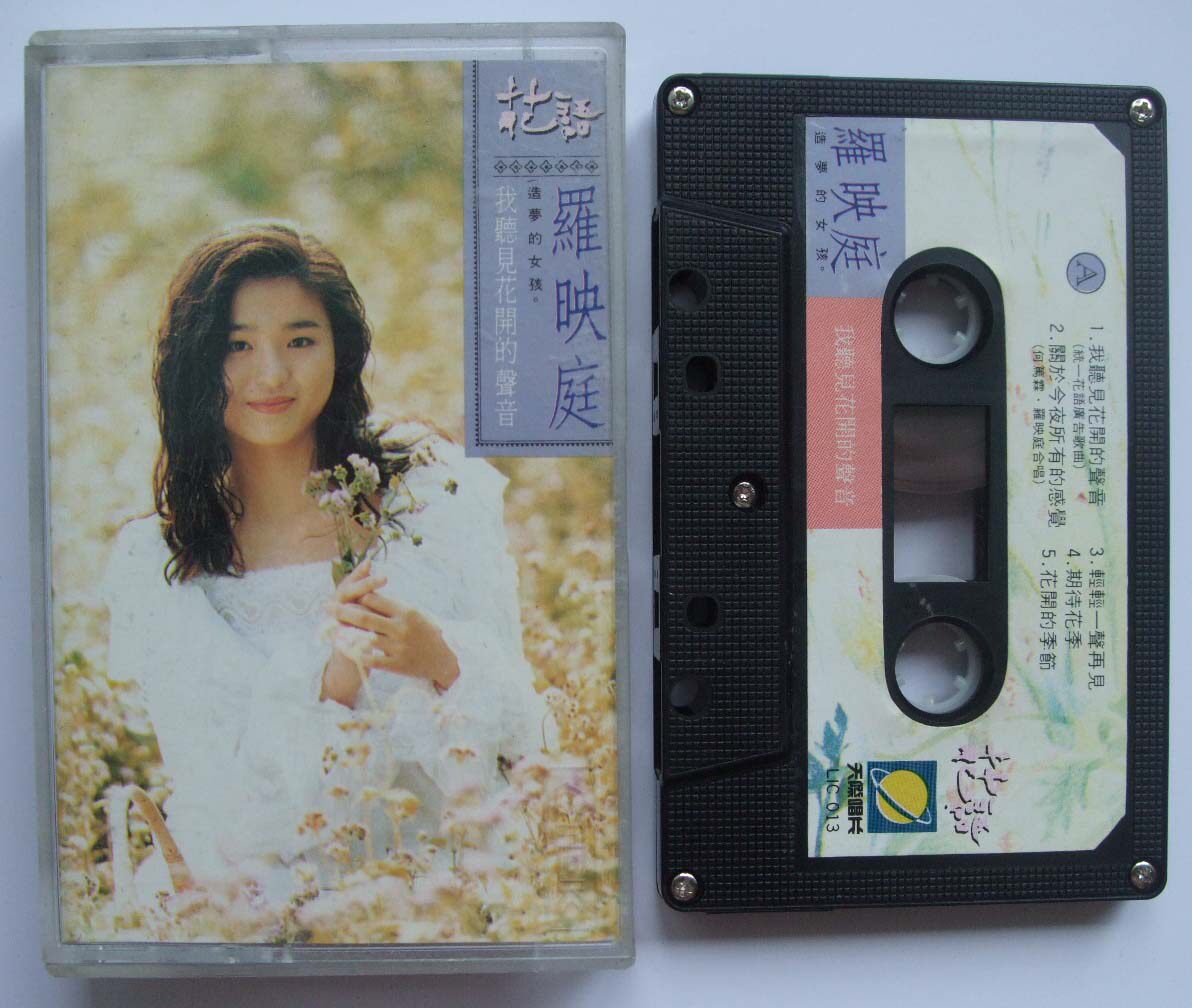 花語
羅映庭
造夢的女孩。
我聽見花開的聲音
羅映庭
造夢的女孩。
我聽見花開的聲音
A
1.我聽見花開的聲音
(統一花語廣告歌曲)
2.關於今夜所有的感覺
(何篤霖·羅映庭合唱)
3.輕輕一聲再見
4.期待花季
5.花開的季節
花語
天際唱片
LIC 013